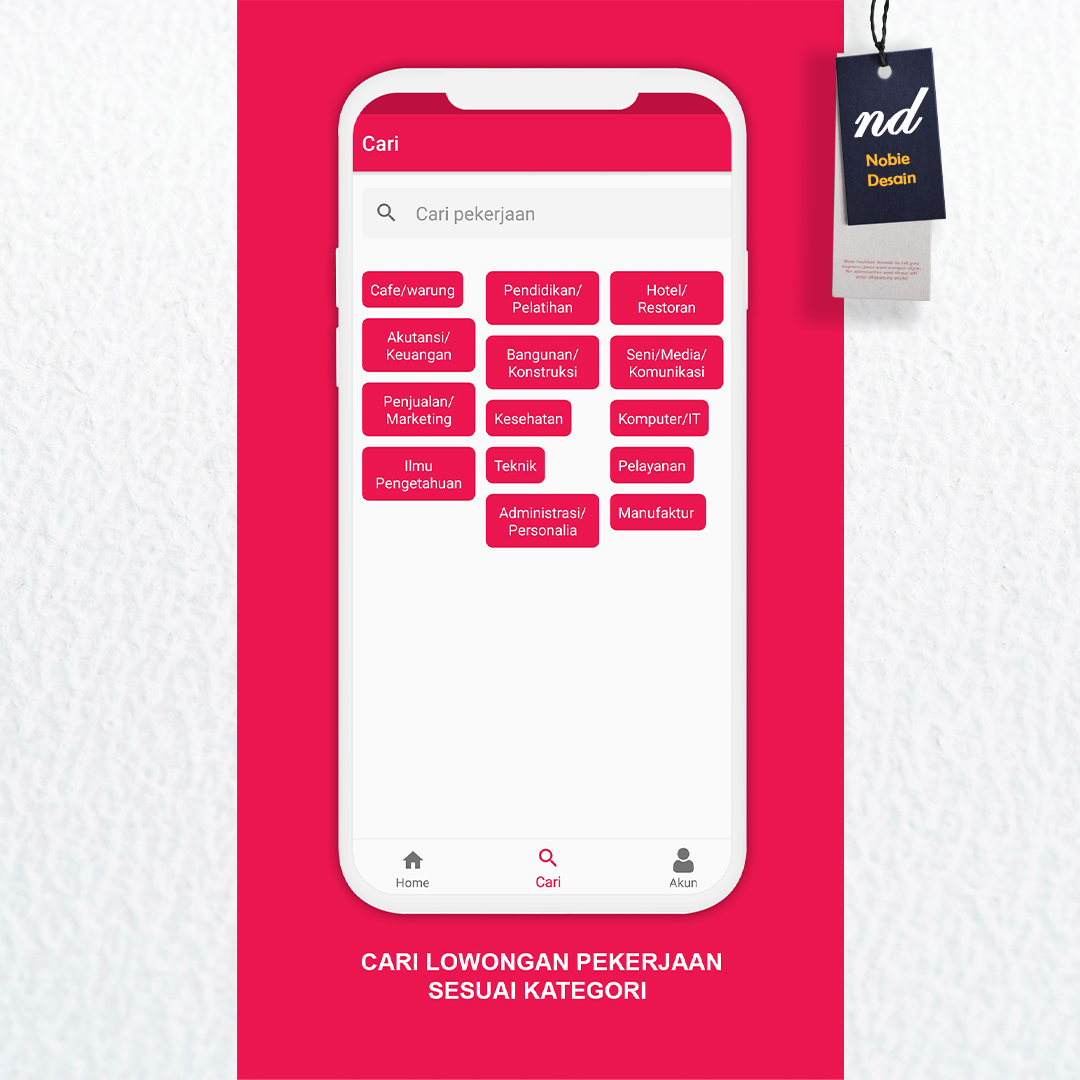 nd
Nobie
Desain
Cari
Cari pekerjaan
Cafe/warung
Akutansi/
Keuangan
Penjualan/
Marketing
Ilmu
Pengetahuan
Pendidikan/
Pelatihan
Bangunan/
Konstruksi
Kesehatan
Teknik
Administrasi/
Personalia
Hotel/
Restoran
Seni/Media/
Komunikasi
Komputer/IT
Pelayanan
Manufaktur
Home
Cari
Akun
CARI LOWONGAN PEKERJAAN
SESUAI KATEGORI